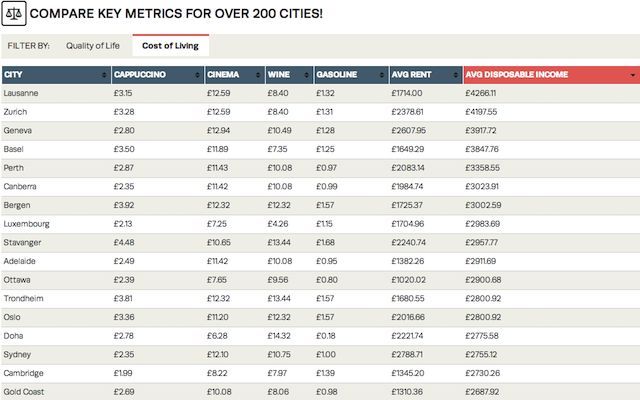 COMPARE KEY METRICS FOR OVER 200 CITIES!
FILTER BY: Quality of Life Cost of Living
CITY CAPPUCCINO CINEMA WINE GASOLINE AVG RENT AVG DISPOSABLE INCOME
Lausanne £3.15 £12.59 £8.40 £1.32 £1714.00 £4266.11
Zurich £3.28 £12.59 £8.40 £1.31 £2378.61 £4197.55
Geneva £2.80 £12.94 £10.49 £1.28 £2607.95 £3917.72
Basel £3.50 £11.89 £7.35 £1.25 £1649.29 £3847.76
Perth £2.87 £11.43 £10.08 £0.97 £2083.14 £3358.55
Canberra £2.35 £11.42 £10.08 £0.99 £1984.74 £3023.91
Bergen £3.92 £12.32 £12.32 £1.57 £1725.37 £3002.59
Luxembourg £2.13 £7.25 £4.26 £1.15 £1704.96 £2983.69
Stavanger £4.48 £10.65 £13.44 £1.68 £2240.74 £2957.77
Adelaide £2.49 £11.42 £10.08 £0.95 £1382.26 £2911.69
Ottawa £2.39 £7.65 £9.56 £0.80 £1020.02 £2900.68
Trondheim £3.81 £12.32 £13.44 £1.57 £1680.55 £2800.92
Oslo £3.36 £11.20 £12.32 £1.57 £2016.66 £2800.92
Doha £2.78 £6.28 £14.32 £0.18 £2221.74 £2775.58
Sydney £2.35 £12.10 £10.75 £1.00 £2788.71 £2755.12
Cambridge £1.99 £8.22 £7.97 £1.39 £1345.20 £2730.26
Gold Coast £2.69 £10.08 £8.06 £0.98 £1310.36 £2687.92